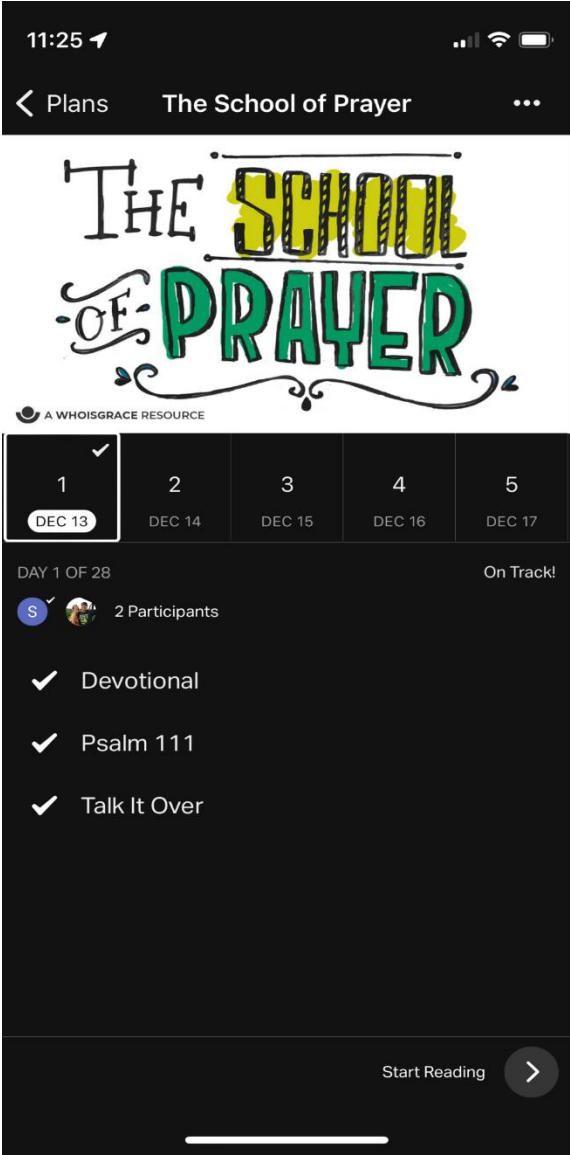 11:25
Plans The School of Prayer
THE SCHOOL
OF PRAYER
A WHOISGRACE RESOURCE
1 2 3 4 5
DEC 13 DEC 14 DEC 15 DEC 16 DEC 17
DAY 1 OF 28 On Track!
S 2 Participants
Devotional
Psalm 111
Talk It Over
Start Reading